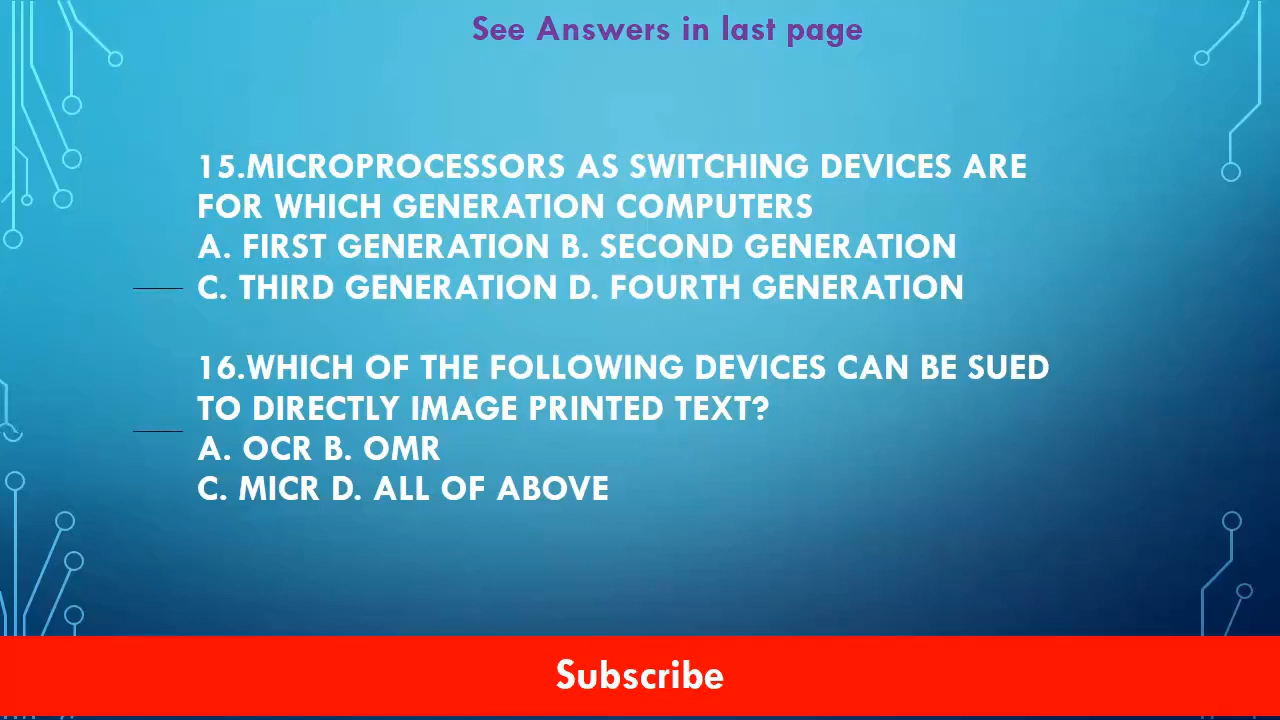 See Answers in last page
15.MICROPROCESSORS AS SWITCHING DEVICES ARE
FOR WHICH GENERATION COMPUTERS
A. FIRST GENERATION B. SECOND GENERATION
C. THIRD GENERATION D. FOURTH GENERATION
16.WHICH OF THE FOLLOWING DEVICES CAN BE SUED
TO DIRECTLY IMAGE PRINTED TEXT?
A. OCR B. OMR
C. MICR D. ALL OF ABOVE
Subscribe